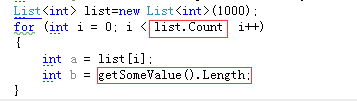 List<int> list=new List<int>(1000);
for (int i = 0; i < list.Count  i++)
{
int a = list[i];
int b = getSomeValue().Length;
}